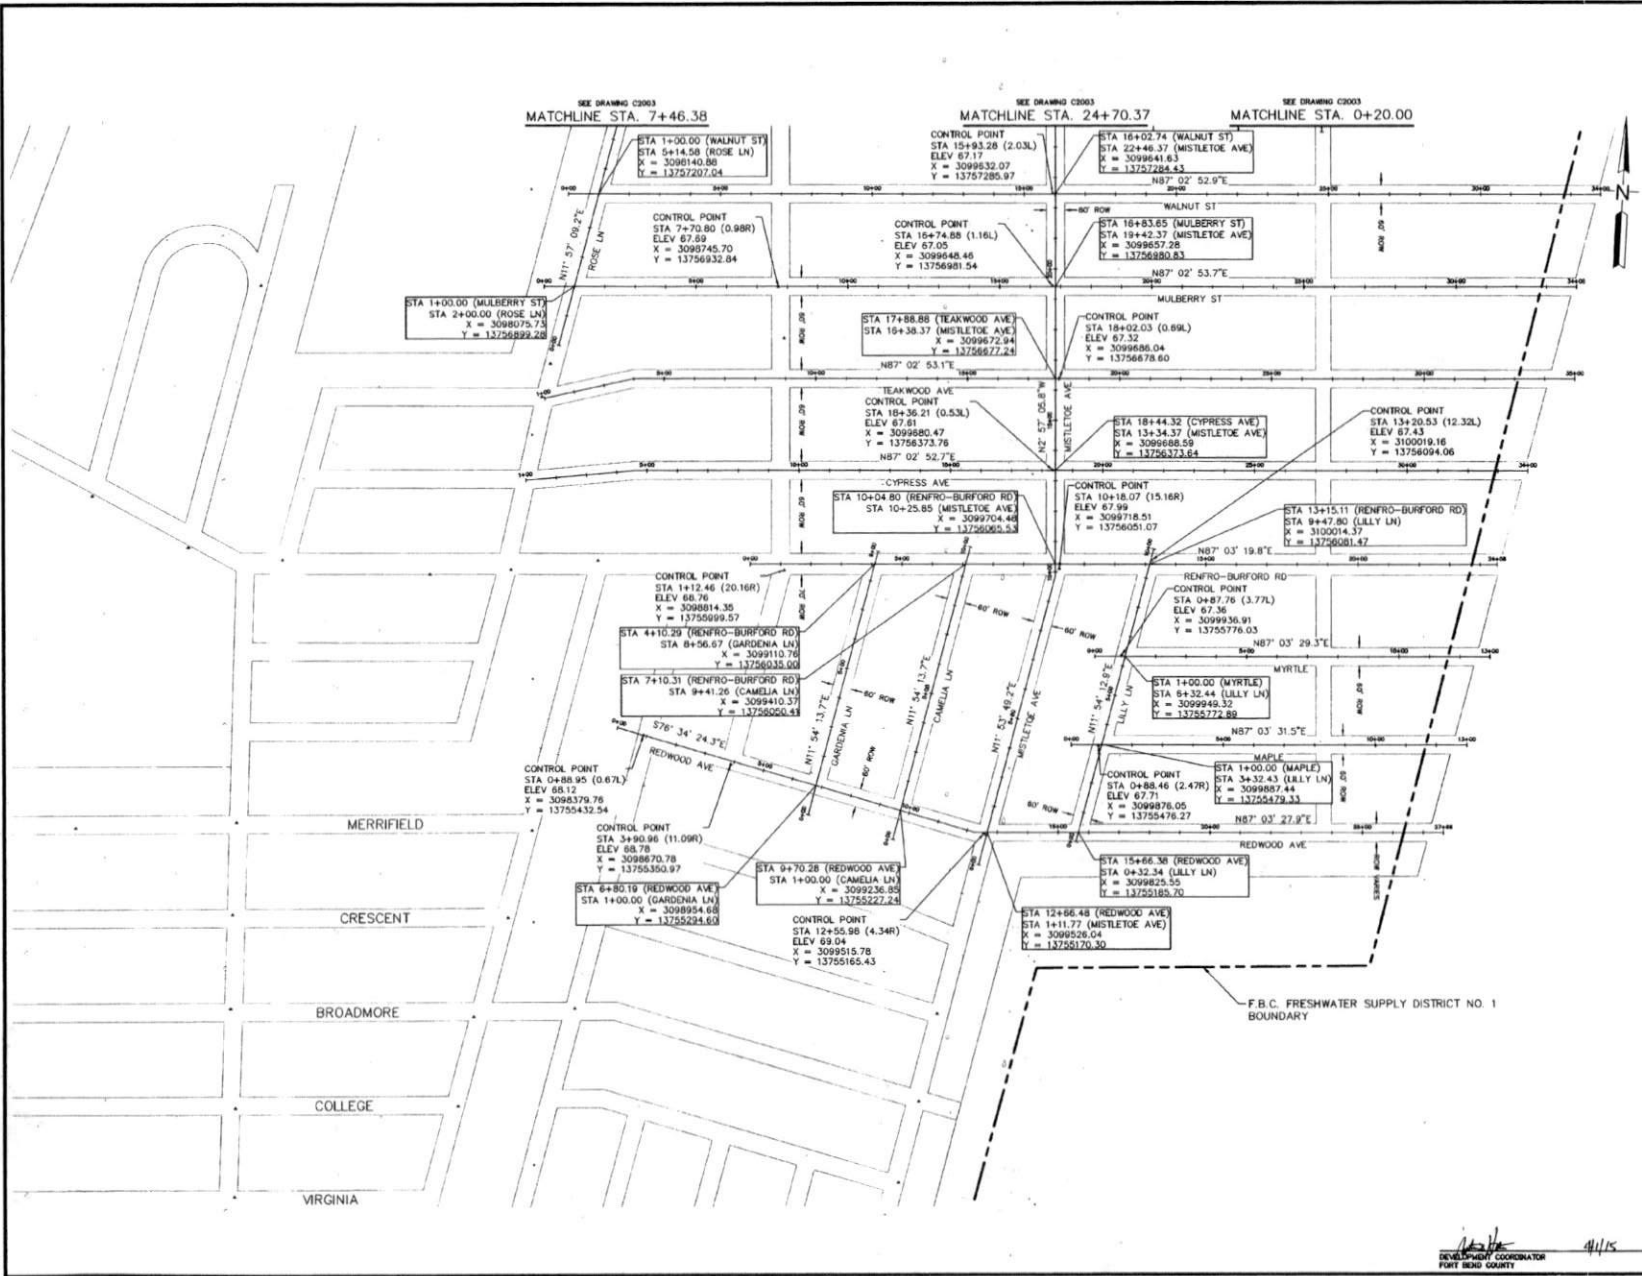 SEE DRAWING C2003
MATCHLINE STA. 7+46.38
SEE DRAWING C2003
MATCHLINE STA. 24+70.37
SEE DRAWING C2003
MATCHLINE STA. 0+20.00
STA 1+00.00 (WALNUT ST)
STA 5+14.58 (ROSE LN)
X = 3098140.88
Y = 13757207.04
CONTROL POINT
STA 15+93.28 (2.03L)
ELEV 67.17
X = 3099632.07
Y = 13757285.97
STA 16+02.74 (WALNUT ST)
STA 22+46.37 (MISTLETOE AVE)
X = 3099641.63
Y = 13757284.43
N87° 02' 52.9"E
N
WALNUT ST
60' ROW
60' ROW
N11° 57' 09.2"E
ROSE LN
CONTROL POINT
STA 7+70.80 (0.98R)
ELEV 67.69
X = 3098745.70
Y = 13756932.84
CONTROL POINT
STA 16+74.88 (1.16L)
ELEV 67.05
X = 3099648.46
Y = 13756981.54
STA 16+83.65 (MULBERRY ST)
STA 19+42.37 (MISTLETOE AVE)
X = 3099657.28
Y = 13756980.83
N87° 02' 53.7"E
MULBERRY ST
STA 1+00.00 (MULBERRY ST)
STA 2+00.00 (ROSE LN)
X = 3098075.73
Y = 13756899.28
60' ROW
STA 17+88.88 (TEAKWOOD AVE)
STA 16+38.37 (MISTLETOE AVE)
X = 3099672.94
Y = 13756677.24
CONTROL POINT
STA 18+02.03 (0.69L)
ELEV 67.32
X = 3099686.04
Y = 13756678.60
N87° 02' 53.1"E
TEAKWOOD AVE
60' ROW
CONTROL POINT
STA 18+36.21 (0.53L)
ELEV 67.61
X = 3099680.47
Y = 13756373.76
N87° 02' 52.7"E
N2° 57' 05.8"W
MISTLETOE AVE
STA 18+44.32 (CYPRESS AVE)
STA 13+34.37 (MISTLETOE AVE)
X = 3099688.59
Y = 13756373.64
CONTROL POINT
STA 13+20.53 (12.32L)
ELEV 67.43
X = 3100019.16
Y = 13756094.06
CYPRESS AVE
60' ROW
STA 10+04.80 (RENFRO-BURFORD RD)
STA 10+25.85 (MISTLETOE AVE)
X = 3099704.48
Y = 13756065.53
CONTROL POINT
STA 10+18.07 (15.16R)
ELEV 67.99
X = 3099718.51
Y = 13756051.07
STA 13+15.11 (RENFRO-BURFORD RD)
STA 9+47.80 (LILLY LN)
X = 3100014.37
Y = 13756081.47
N87° 03' 19.8"E
RENFRO-BURFORD RD
CONTROL POINT
STA 1+12.46 (20.16R)
ELEV 68.76
X = 3098814.35
Y = 13755999.57
70' ROW
CONTROL POINT
STA 0+87.76 (3.77L)
ELEV 67.36
X = 3099936.91
Y = 13755776.03
60' ROW
60' ROW
STA 4+10.29 (RENFRO-BURFORD RD)
STA 8+56.67 (GARDENIA LN)
X = 3099110.76
Y = 13756035.00
N87° 03' 29.3"E
MYRTLE
60' ROW
STA 7+10.31 (RENFRO-BURFORD RD)
STA 9+41.26 (CAMELIA LN)
X = 3099410.37
Y = 13756050.41
STA 1+00.00 (MYRTLE)
STA 6+32.44 (LILLY LN)
X = 3099949.32
Y = 13755772.89
60' ROW
N11° 54' 13.7"E
GARDENIA LN
N11° 54' 13.7"E
CAMELIA LN
N11° 53' 49.2"E
MISTLETOE AVE
N11° 54' 12.9"E
LILLY LN
S76° 34' 24.3"E
REDWOOD AVE
60' ROW
N87° 03' 31.5"E
MAPLE
60' ROW
CONTROL POINT
STA 0+88.95 (0.67L)
ELEV 68.12
X = 3098379.76
Y = 13755432.54
CONTROL POINT
STA 0+88.46 (2.47R)
ELEV 67.71
X = 3099876.05
Y = 13755476.27
STA 1+00.00 (MAPLE)
STA 3+32.43 (LILLY LN)
X = 3099887.44
Y = 13755479.33
60' ROW
N87° 03' 27.9"E
REDWOOD AVE
ROW VARIES
MERRIFIELD
CONTROL POINT
STA 3+90.96 (11.09R)
ELEV 68.78
X = 3098670.78
Y = 13755350.97
STA 6+80.19 (REDWOOD AVE)
STA 1+00.00 (GARDENIA LN)
X = 3098954.68
Y = 13755294.60
STA 9+70.28 (REDWOOD AVE)
STA 1+00.00 (CAMELIA LN)
X = 3099236.85
Y = 13755227.24
STA 15+66.38 (REDWOOD AVE)
STA 0+32.34 (LILLY LN)
X = 3099825.55
Y = 13755185.70
CRESCENT
CONTROL POINT
STA 12+55.98 (4.34R)
ELEV 69.04
X = 3099515.78
Y = 13755165.43
STA 12+66.48 (REDWOOD AVE)
STA 1+11.77 (MISTLETOE AVE)
X = 3099526.04
Y = 13755170.30
BROADMORE
F.B.C. FRESHWATER SUPPLY DISTRICT NO. 1
BOUNDARY
COLLEGE
VIRGINIA
DEVELOPMENT COORDINATOR
FORT BEND COUNTY